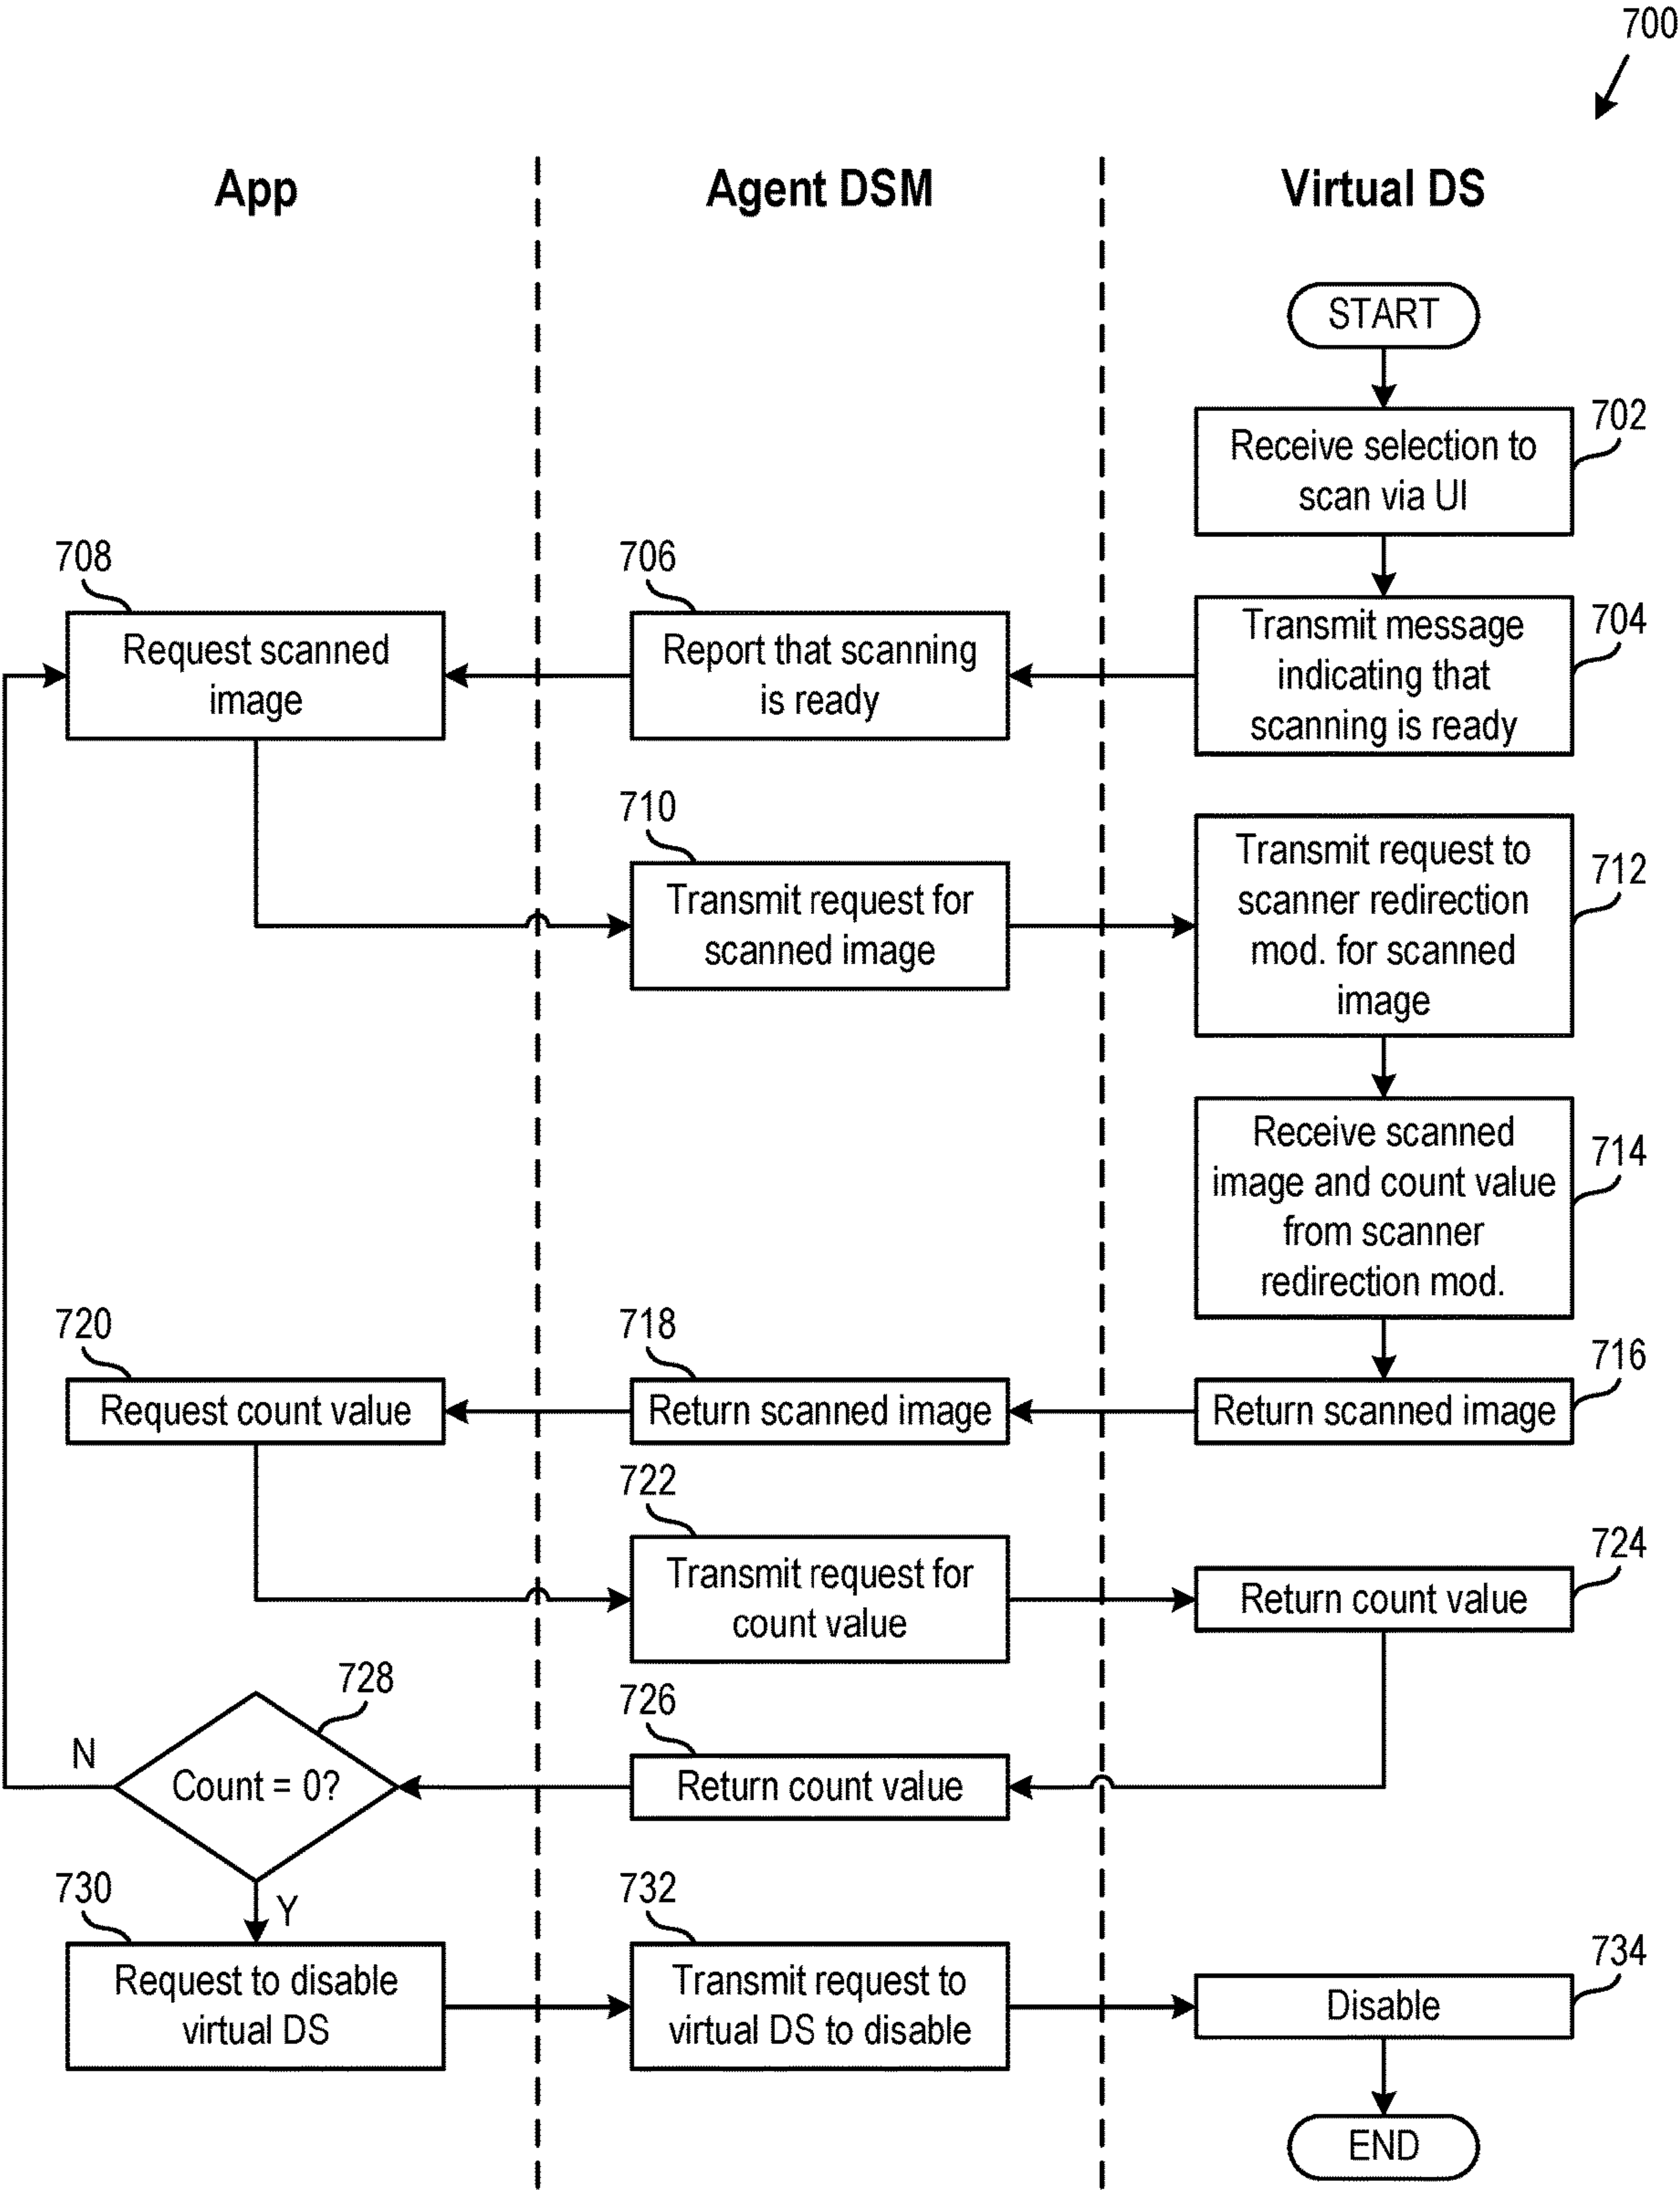 700
App
Agent DSM
Virtual DS
START
702
Receive selection to
scan via UI
708
Request scanned
image
706
Report that scanning
is ready
704
Transmit message
indicating that
scanning is ready
710
Transmit request for
scanned image
712
Transmit request to
scanner redirection
mod. for scanned
image
714
Receive scanned
image and count value
from scanner
redirection mod.
720
Request count value
718
Return scanned image
716
Return scanned image
722
Transmit request for
count value
724
Return count value
728
N
Count = 0?
Y
726
Return count value
730
Request to disable
virtual DS
732
Transmit request to
virtual DS to disable
734
Disable
END